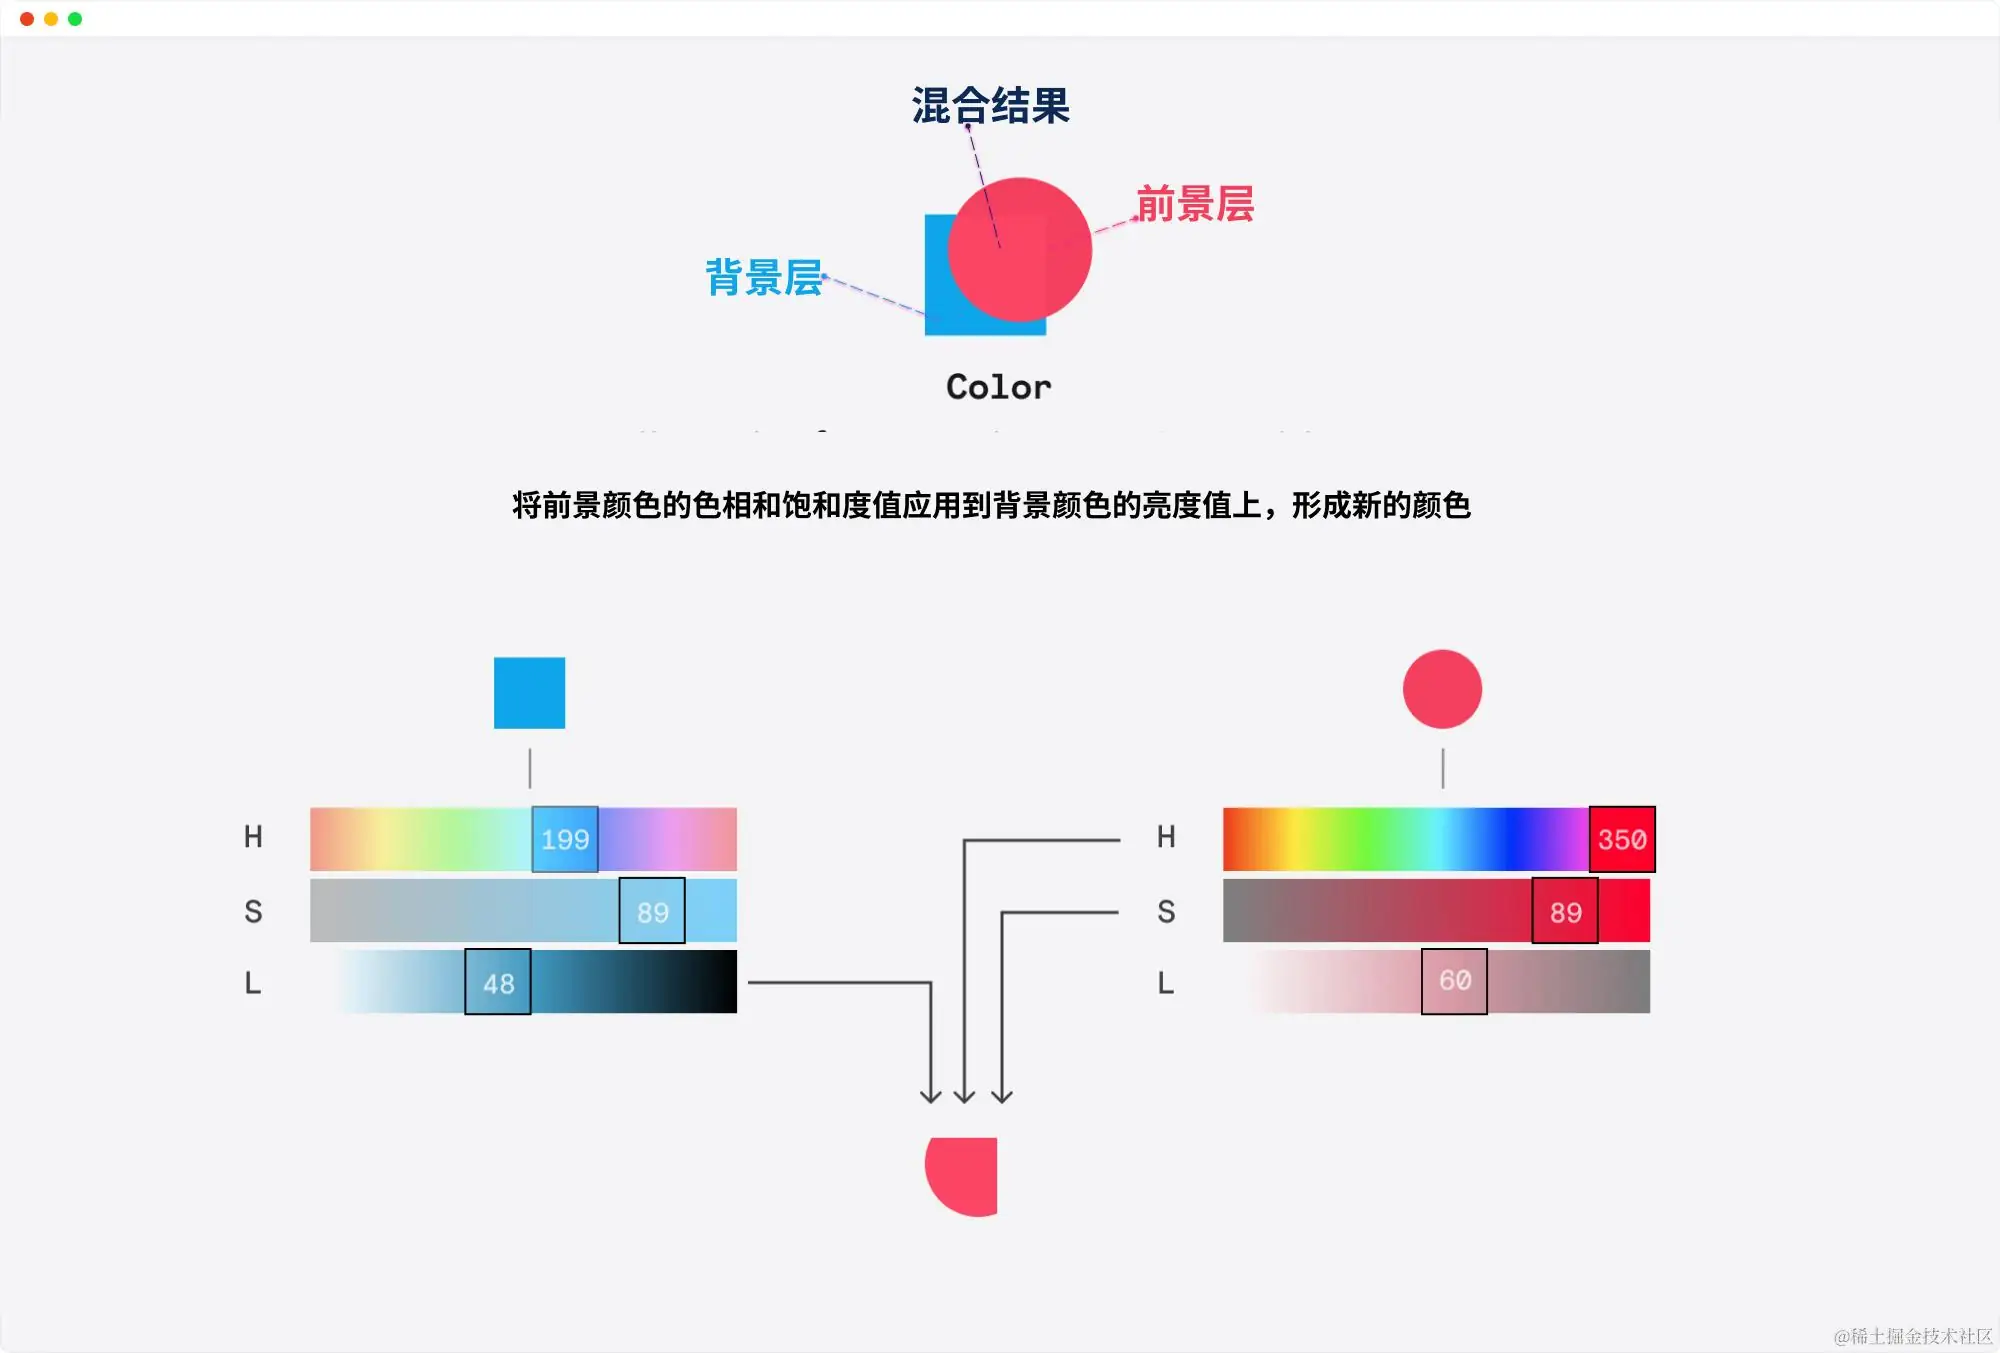 混合结果
前景层
背景层
Color
将前景颜色的色相和饱和度值应用到背景颜色的亮度值上，形成新的颜色
H 199
S 89
L 48
H 350
S 89
L 60
@稀土掘金技术社区